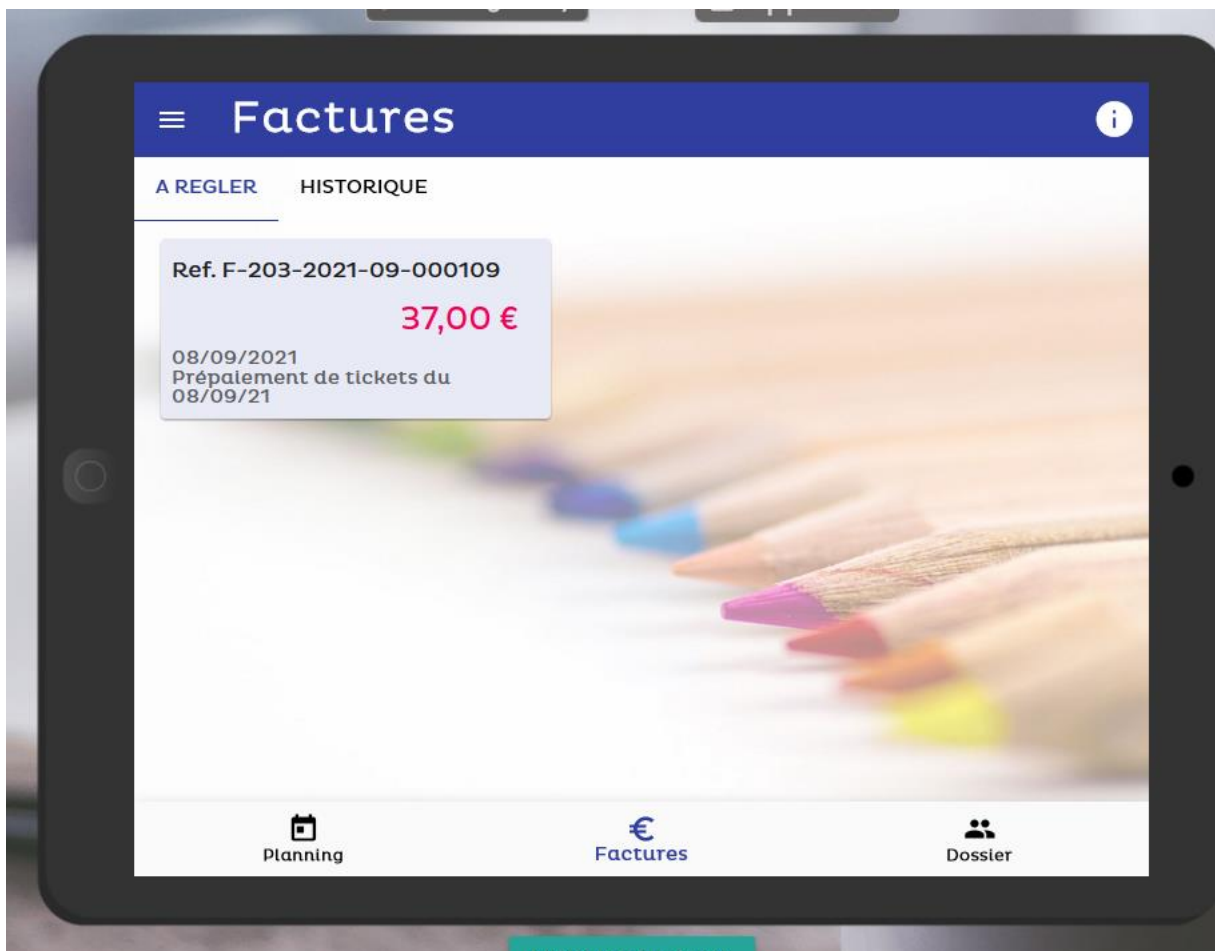 Factures
A REGLER HISTORIQUE
Ref. F-203-2021-09-000109
37,00 €
08/09/2021
Prépaiement de tickets du
08/09/21
Planning
€
Factures
Dossier